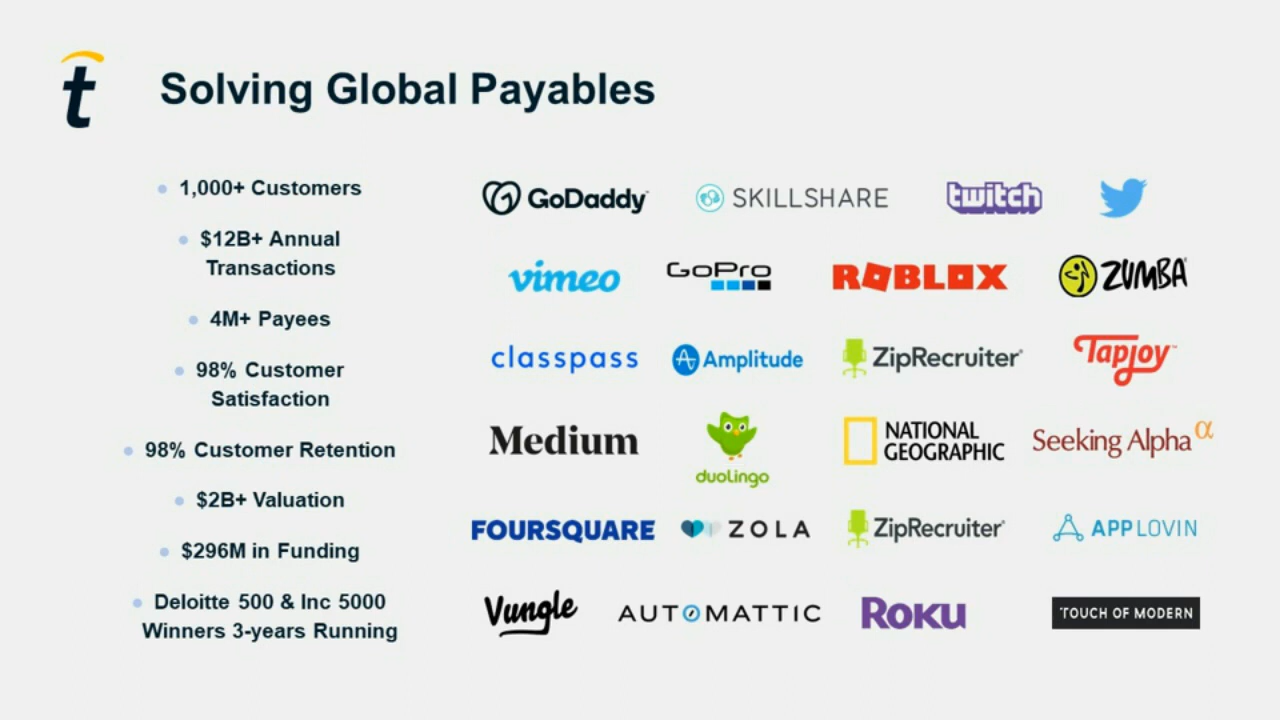 t
Solving Global Payables
1,000+ Customers
$12B+ Annual
Transactions
4M+ Payees
98% Customer
Satisfaction
98% Customer Retention
$2B+ Valuation
$296M in Funding
Deloitte 500 & Inc 5000
Winners 3-years Running
GoDaddy SKILLSHARE twitch
vimeo GoPro ROBLOX ZUMBA
classpass Amplitude ZipRecruiter Tapjoy
Medium duolingo NATIONAL GEOGRAPHIC Seeking Alpha α
FOURSQUARE ZOLA ZipRecruiter APPLOVIN
Vungle AUTOMATTIC ROKU TOUCH OF MODERN